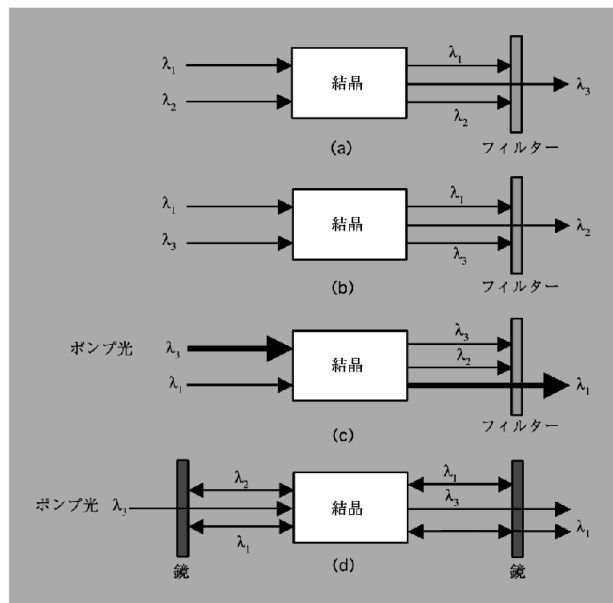 λ₁ λ₁
結晶 λ₃
λ₂ λ₂
(a) フィルター
λ₁ λ₁
結晶 λ₂
λ₃ λ₃
(b) フィルター
ポンプ光 λ₃ λ₃
結晶 λ₂
λ₁ λ₁
(c) フィルター
λ₂ λ₁
ポンプ光 λ₃ 結晶 λ₃
λ₁ λ₁
鏡 (d) 鏡